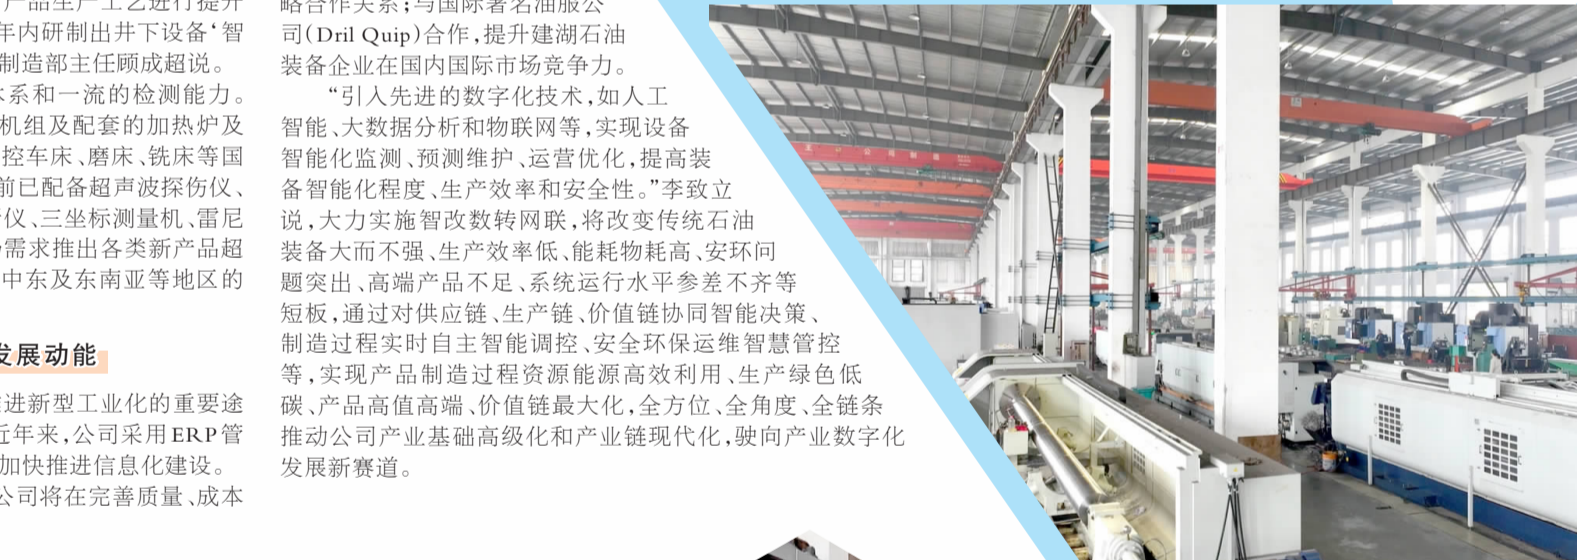 产品生产工艺进行提升
年内研制出井下设备‘智
制造部主任顾成超说。
体系和一流的检测能力。
机组及配套的加热炉及
控车床、磨床、铣床等国
前已配备超声波探伤仪、
仪、三坐标测量机、雷尼
需求推出各类新产品超
中东及东南亚等地区的
发展动能
进新型工业化的重要途
近年来,公司采用ERP管
加快推进信息化建设。
公司将在完善质量、成本
略合作关系;与国际著名油服公
司(Dril Quip)合作,提升建湖石油
装备企业在国内国际市场竞争力。
“引入先进的数字化技术,如人工
智能、大数据分析和物联网等,实现设备
智能化监测、预测维护、运营优化,提高装
备智能化程度、生产效率和安全性。”李致立
说,大力实施智改数转网联,将改变传统石油
装备大而不强、生产效率低、能耗物耗高、安环问
题突出、高端产品不足、系统运行水平参差不齐等
短板,通过对供应链、生产链、价值链协同智能决策、
制造过程实时自主智能调控、安全环保运维智慧管控
等,实现产品制造过程资源能源高效利用、生产绿色低
碳、产品高值高端、价值链最大化,全方位、全角度、全链条
推动公司产业基础高级化和产业链现代化,驶向产业数字化
发展新赛道。